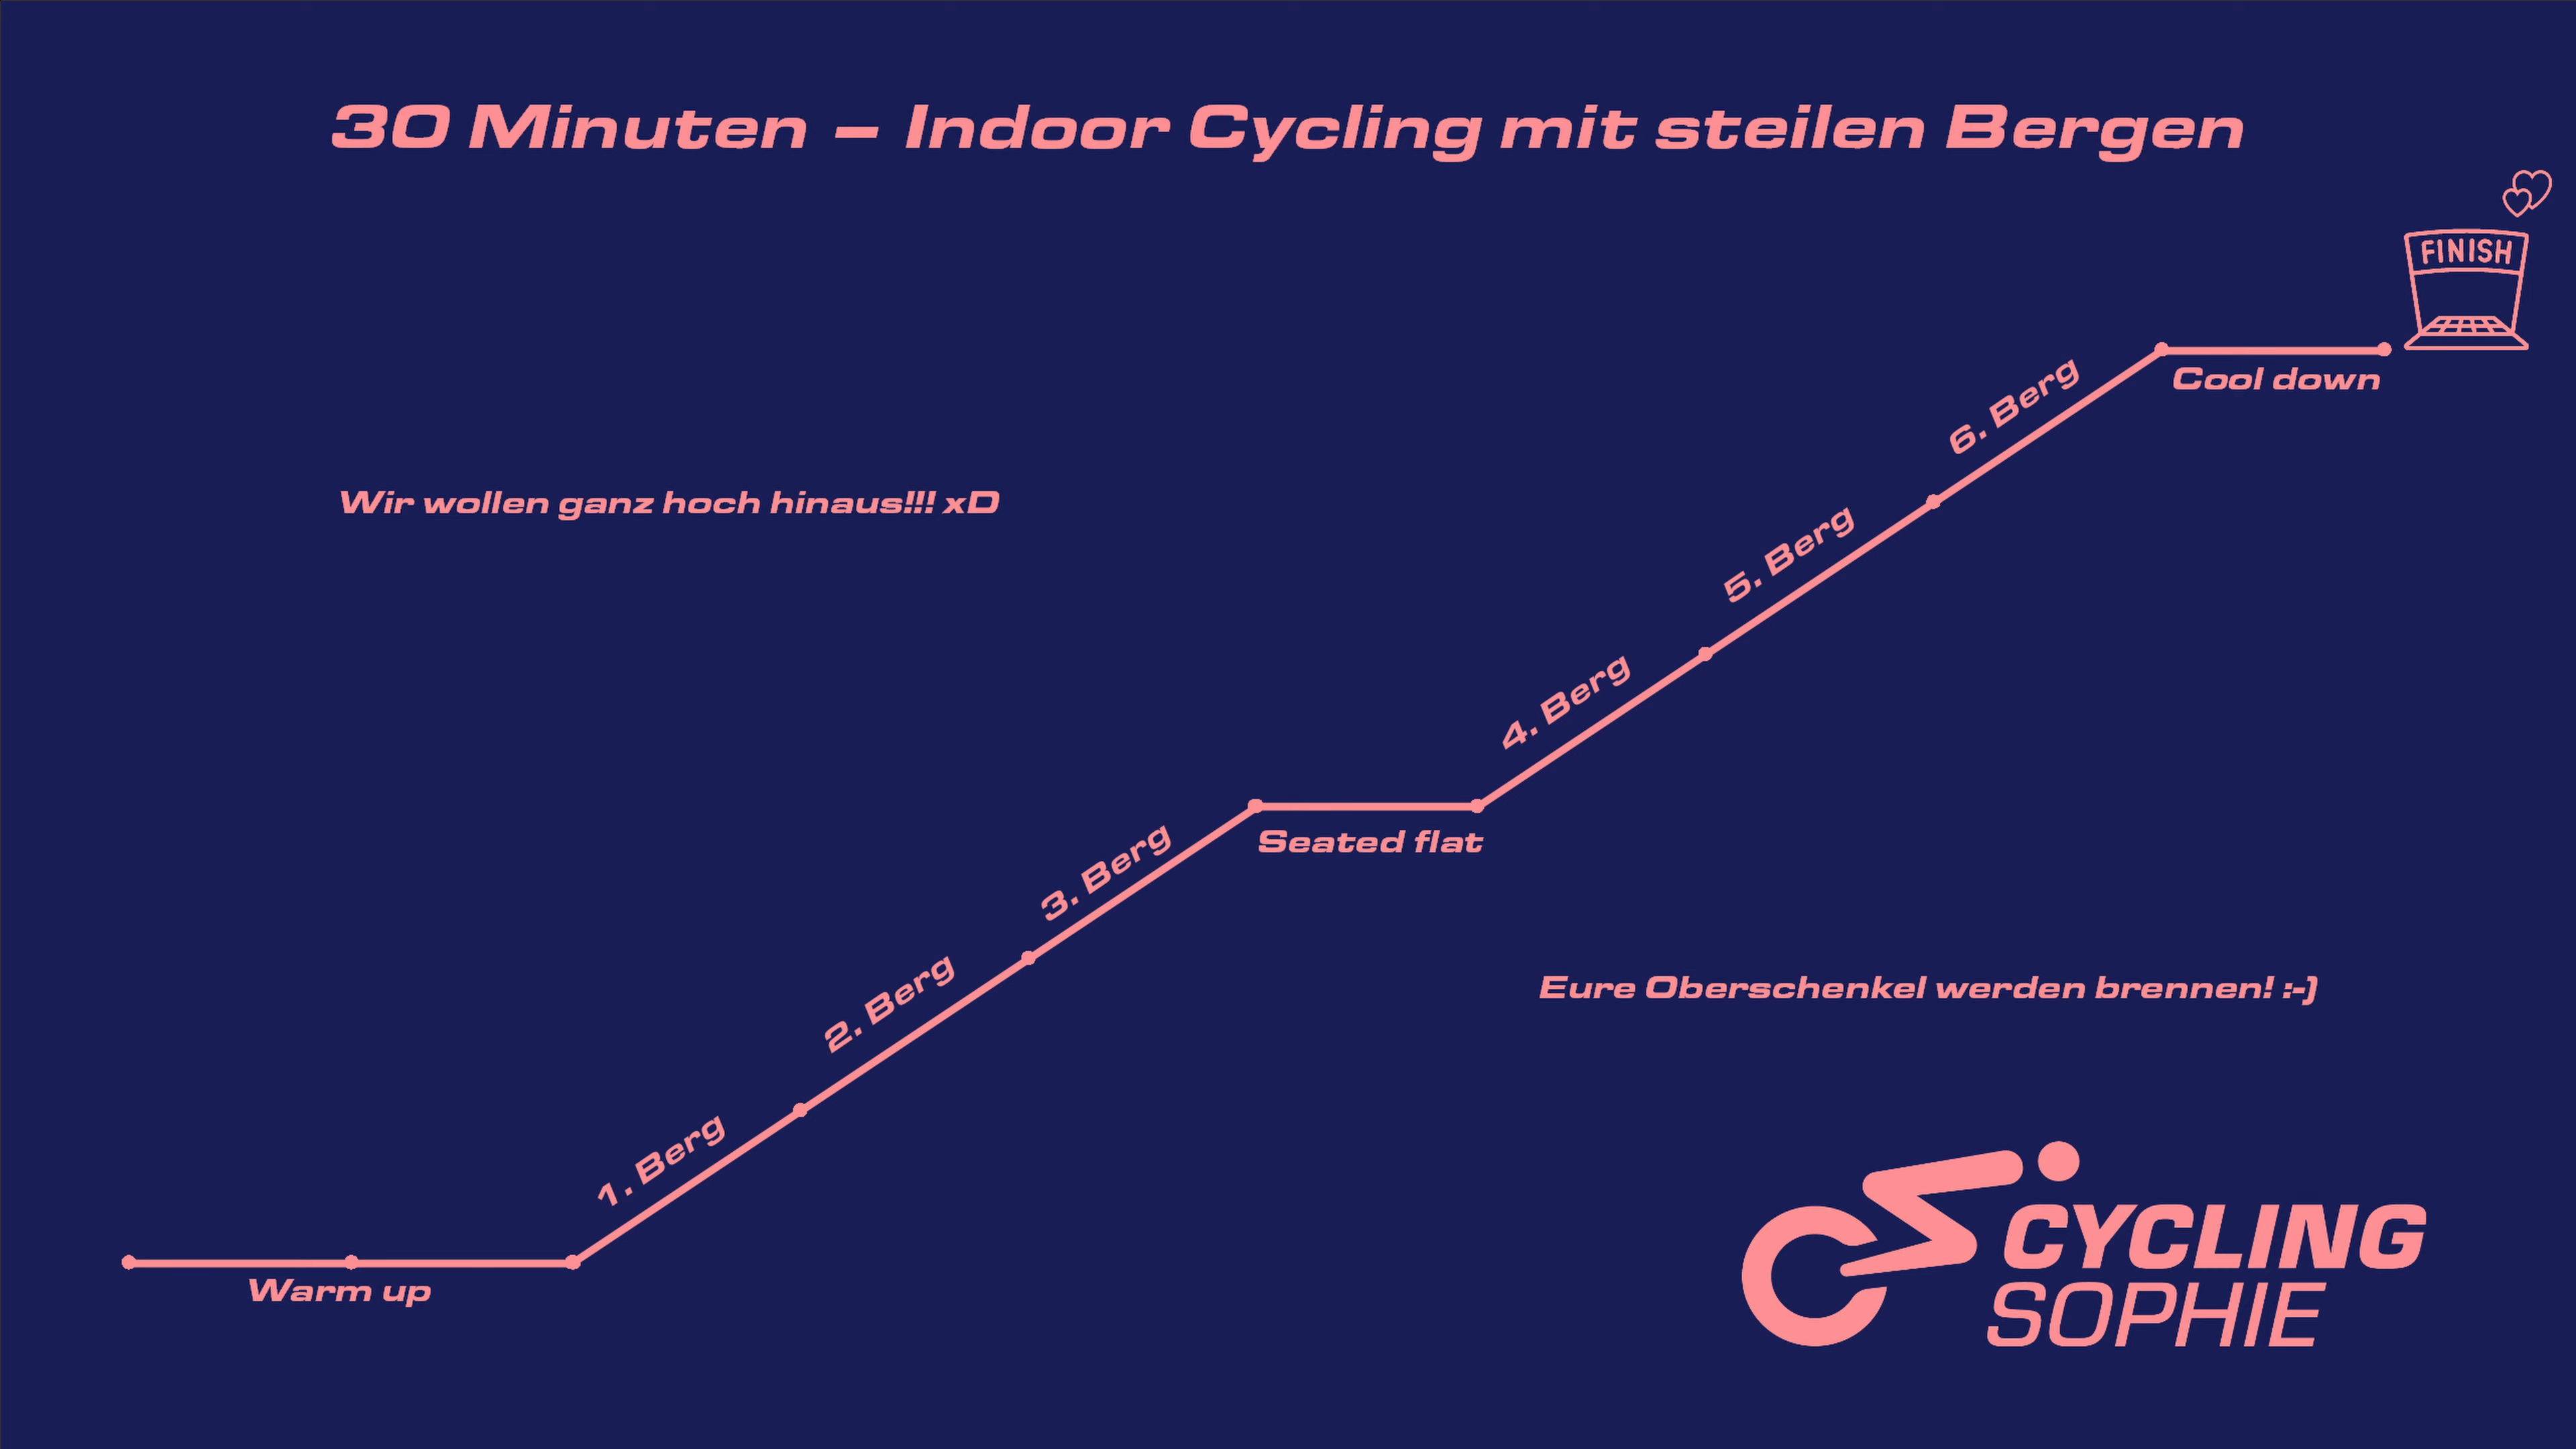 30 Minuten – Indoor Cycling mit steilen Bergen
FINISH
Cool down
6. Berg
Wir wollen ganz hoch hinaus!!! xD
5. Berg
4. Berg
Seated flat
3. Berg
2. Berg
Eure Oberschenkel werden brennen! :-)
1. Berg
Warm up
CYCLING
SOPHIE